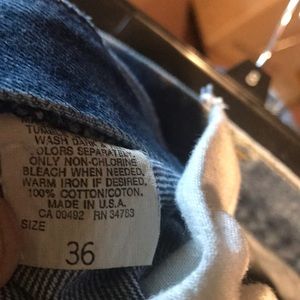 WASH DARK
COLORS SEPARATELY.
ONLY NON-CHLORINE
BLEACH WHEN NEEDED.
WARM IRON IF DESIRED.
100% COTTON/COTON.
MADE IN U.S.A.
CA 00492 RN 34783
SIZE
36